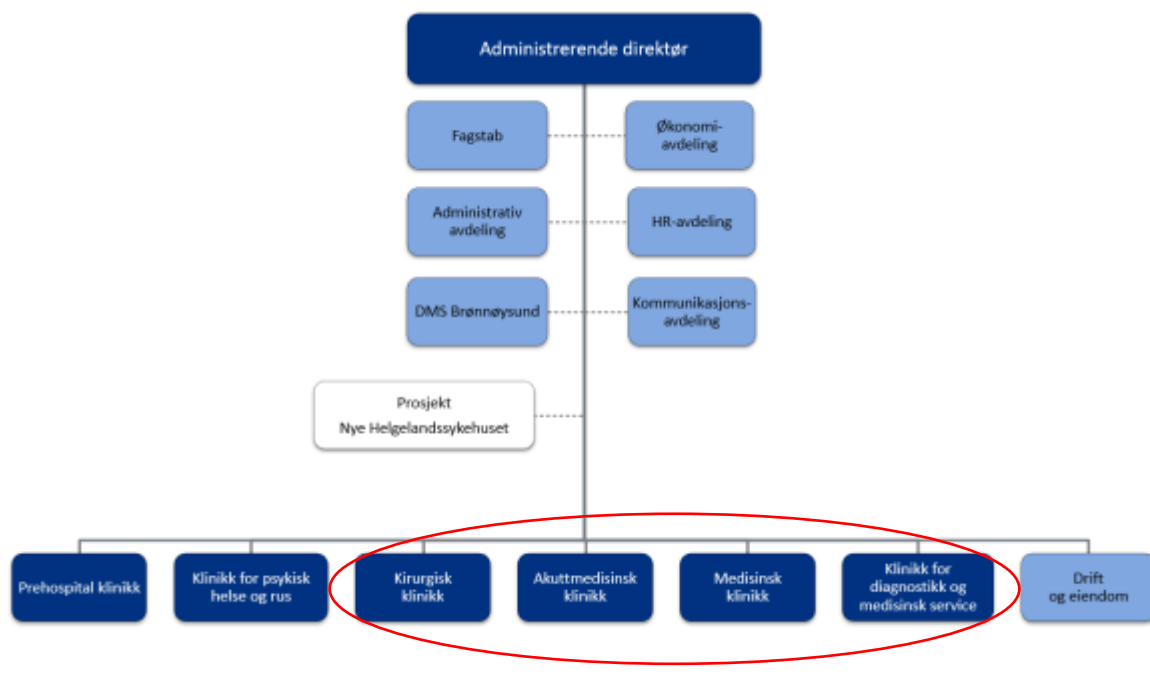 Administrerende direktør
Fagstab
Økonomi-
avdeling
Administrativ
avdeling
HR-avdeling
DMS Brønnøysund
Kommunikasjons-
avdeling
Prosjekt
Nye Helgelandssykehuset
Prehospital klinikk
Klinikk for psykisk
helse og rus
Kirurgisk
klinikk
Akuttmedisinsk
klinikk
Medisinsk
klinikk
Klinikk for
diagnostikk og
medisinsk service
Drift
og eiendom